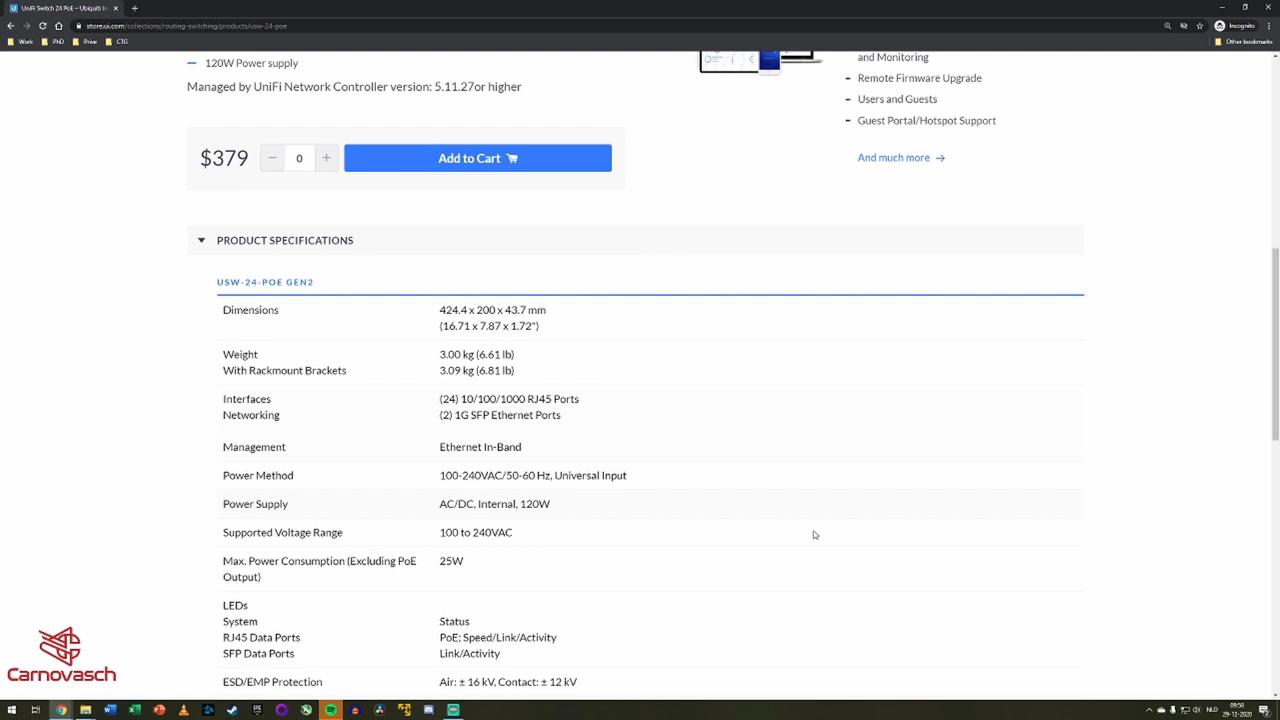 UniFi Switch 24 PoE – Ubiquiti In
store.ui.com/collections/routing-switching/products/usw-24-poe
Incognito
Work
PhD
Prive
CTG
Other bookmarks
120W Power supply
Managed by UniFi Network Controller version: 5.11.27or higher
and Monitoring
Remote Firmware Upgrade
Users and Guests
Guest Portal/Hotspot Support
And much more →
$379
− 0 +
Add to Cart
PRODUCT SPECIFICATIONS
USW-24-POE GEN2
Dimensions 424.4 x 200 x 43.7 mm
(16.71 x 7.87 x 1.72")
Weight 3.00 kg (6.61 lb)
With Rackmount Brackets 3.09 kg (6.81 lb)
Interfaces (24) 10/100/1000 RJ45 Ports
Networking (2) 1G SFP Ethernet Ports
Management Ethernet In-Band
Power Method 100-240VAC/50-60 Hz, Universal Input
Power Supply AC/DC, Internal, 120W
Supported Voltage Range 100 to 240VAC
Max. Power Consumption (Excluding PoE 25W
Output)
LEDs
System Status
RJ45 Data Ports PoE; Speed/Link/Activity
SFP Data Ports Link/Activity
ESD/EMP Protection Air: ± 16 kV, Contact: ± 12 kV
Carnovasch
NLD
09:58
29-12-2020